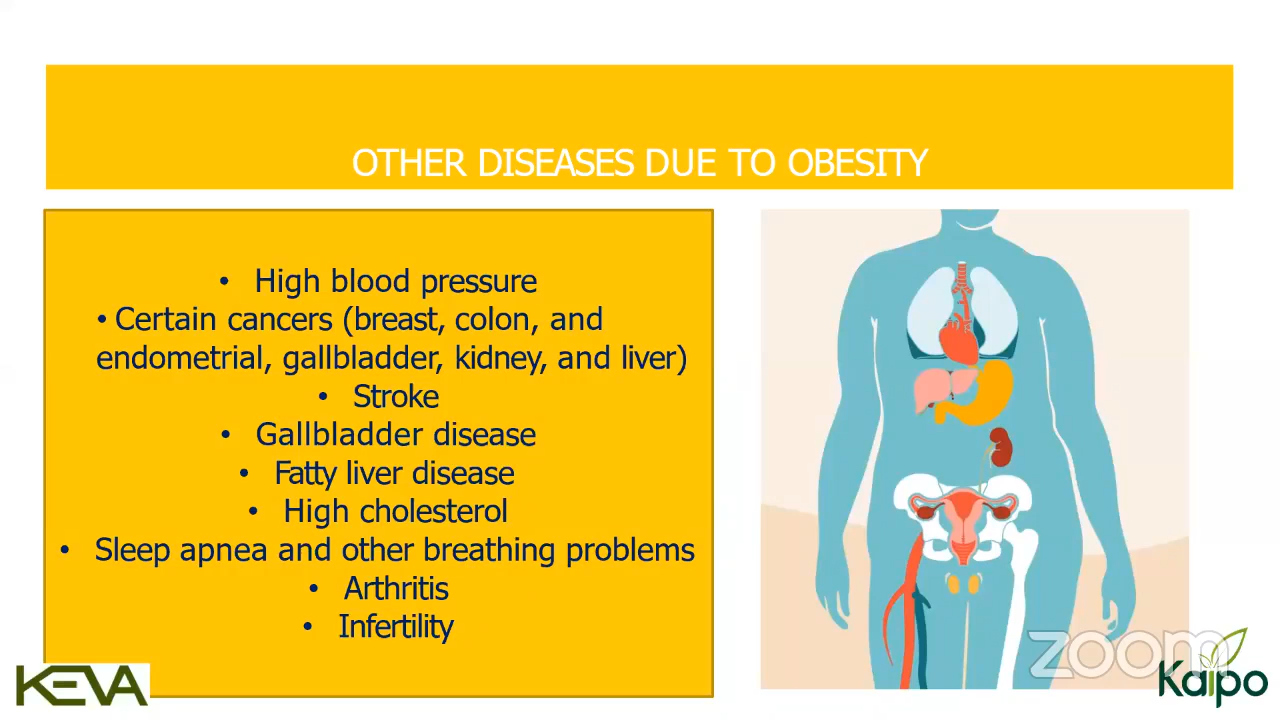 OTHER DISEASES DUE TO OBESITY
• High blood pressure
• Certain cancers (breast, colon, and
endometrial, gallbladder, kidney, and liver)
• Stroke
• Gallbladder disease
• Fatty liver disease
• High cholesterol
• Sleep apnea and other breathing problems
• Arthritis
• Infertility
KEVA
zoom
Kaipo